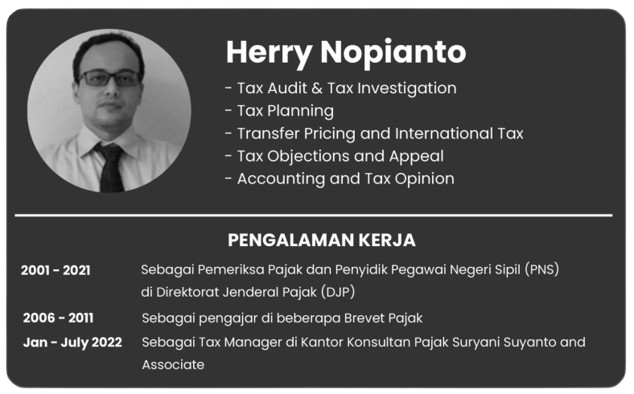 Herry Nopianto
- Tax Audit & Tax Investigation
- Tax Planning
- Transfer Pricing and International Tax
- Tax Objections and Appeal
- Accounting and Tax Opinion
PENGALAMAN KERJA
2001 - 2021 Sebagai Pemeriksa Pajak dan Penyidik Pegawai Negeri Sipil (PNS)
di Direktorat Jenderal Pajak (DJP)
2006 - 2011 Sebagai pengajar di beberapa Brevet Pajak
Jan - July 2022 Sebagai Tax Manager di Kantor Konsultan Pajak Suryani Suyanto and
Associate